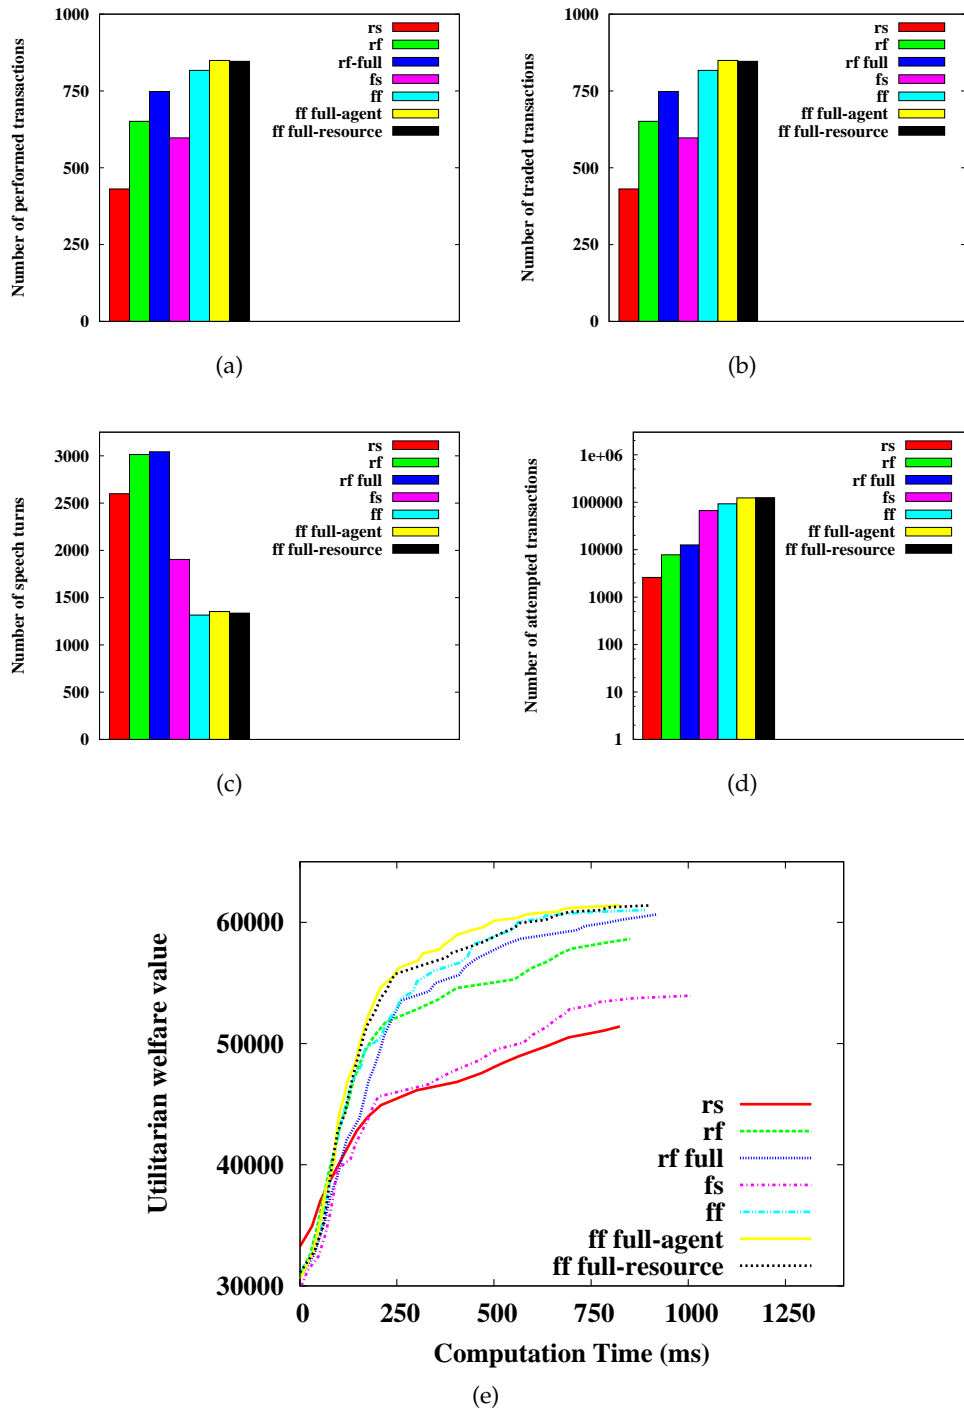 Number of performed transactions
1000
750
500
250
0
rs
rf
rf-full
fs
ff
ff full-agent
ff full-resource
(a)
Number of traded transactions
1000
750
500
250
0
rs
rf
rf full
fs
ff
ff full-agent
ff full-resource
(b)
Number of speech turns
3000
2500
2000
1500
1000
500
0
rs
rf
rf full
fs
ff
ff full-agent
ff full-resource
(c)
Number of attempted transactions
1e+06
100000
10000
1000
100
10
1
rs
rf
rf full
fs
ff
ff full-agent
ff full-resource
(d)
Utilitarian welfare value
60000
50000
40000
30000
rs
rf
rf full
fs
ff
ff full-agent
ff full-resource
0 250 500 750 1000 1250
Computation Time (ms)
(e)